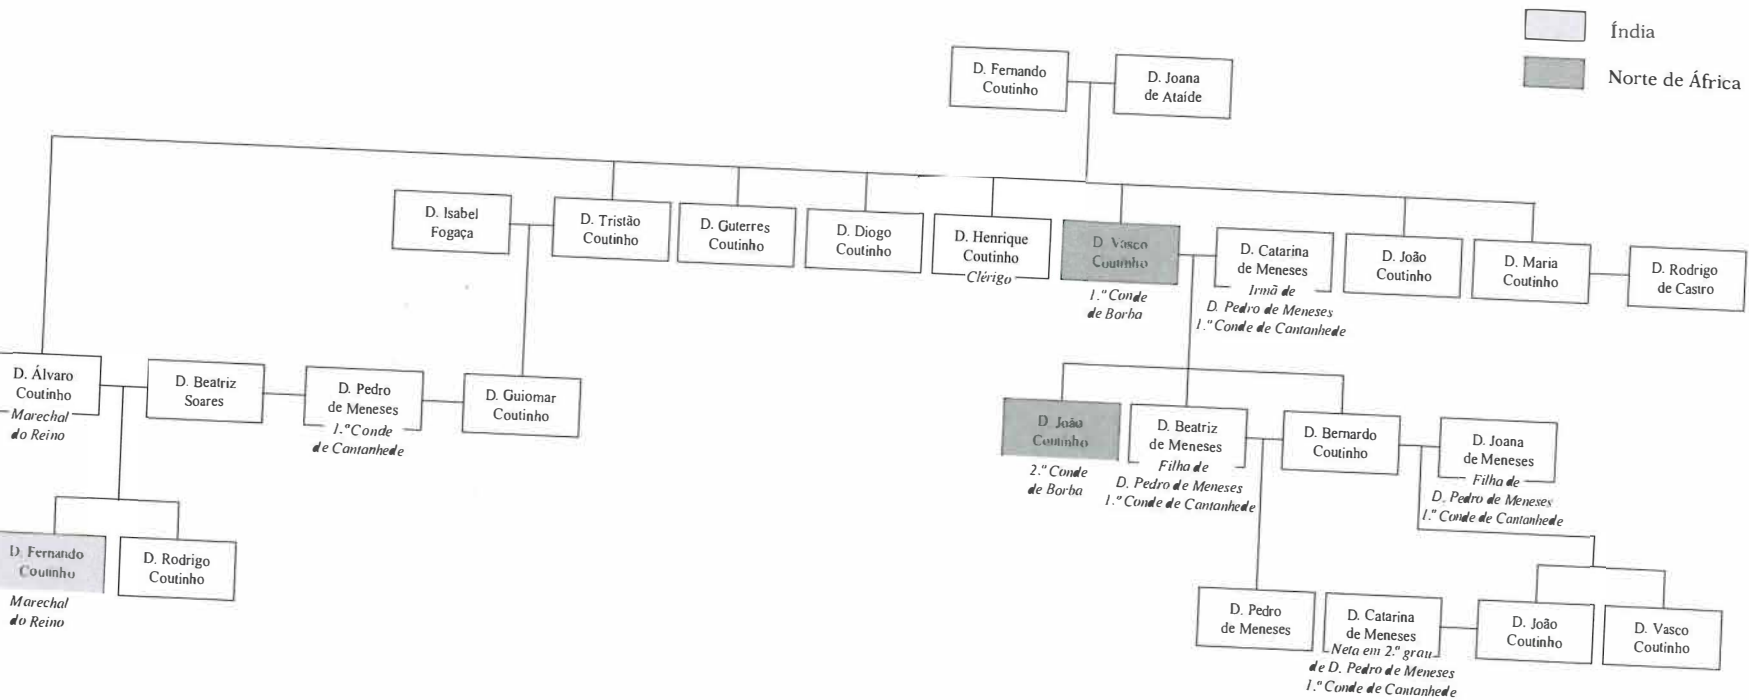 Índia
Norte de África
D. Fernando
Coutinho
D. Joana
de Ataíde
D. Isabel
Fogaça
D. Tristão
Coutinho
D. Guterres
Coutinho
D. Diogo
Coutinho
D. Henrique
Coutinho
Clérigo
D. Vasco
Coutinho
1.º Conde
de Borba
D. Catarina
de Meneses
Irmã de
D. Pedro de Meneses
1.º Conde de Cantanhede
D. João
Coutinho
D. Maria
Coutinho
D. Rodrigo
de Castro
D. Álvaro
Coutinho
Marechal
do Reino
D. Beatriz
Soares
D. Pedro
de Meneses
1.º Conde
de Cantanhede
D. Guiomar
Coutinho
D. João
Coutinho
2.º Conde
de Borba
D. Beatriz
de Meneses
Filha de
D. Pedro de Meneses
1.º Conde de Cantanhede
D. Bernardo
Coutinho
D. Joana
de Meneses
Filha de
D. Pedro de Meneses
1.º Conde de Cantanhede
D. Fernando
Coutinho
Marechal
do Reino
D. Rodrigo
Coutinho
D. Pedro
de Meneses
D. Catarina
de Meneses
Neta em 2.º grau
de D. Pedro de Meneses
1.º Conde de Cantanhede
D. João
Coutinho
D. Vasco
Coutinho